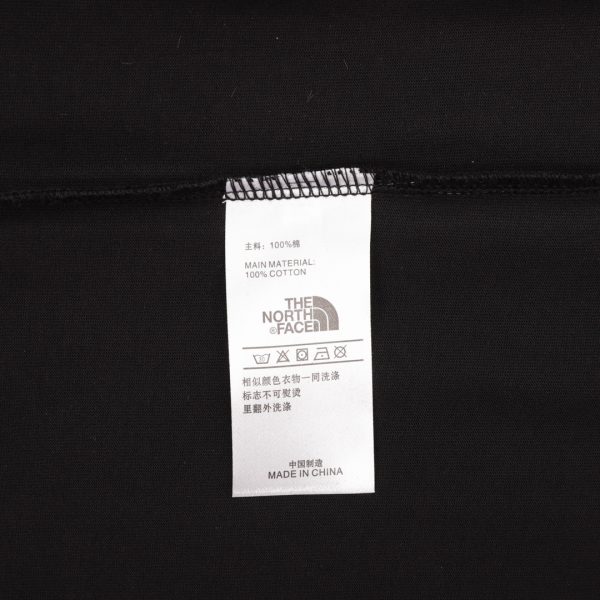 主料: 100%棉
MAIN MATERIAL:
100% COTTON
THE
NORTH
®FACE
相似颜色衣物一同洗涤
标志不可熨烫
里翻外洗涤
中国制造
MADE IN CHINA